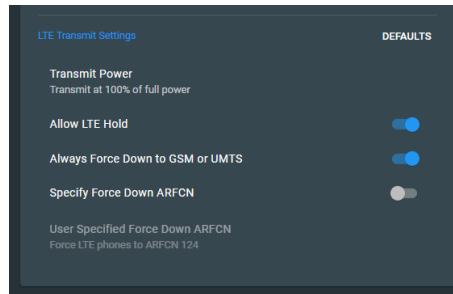 LTE Transmit Settings DEFAULTS
Transmit Power
Transmit at 100% of full power
Allow LTE Hold
Always Force Down to GSM or UMTS
Specify Force Down ARFCN
User Specified Force Down ARFCN
Force LTE phones to ARFCN 124